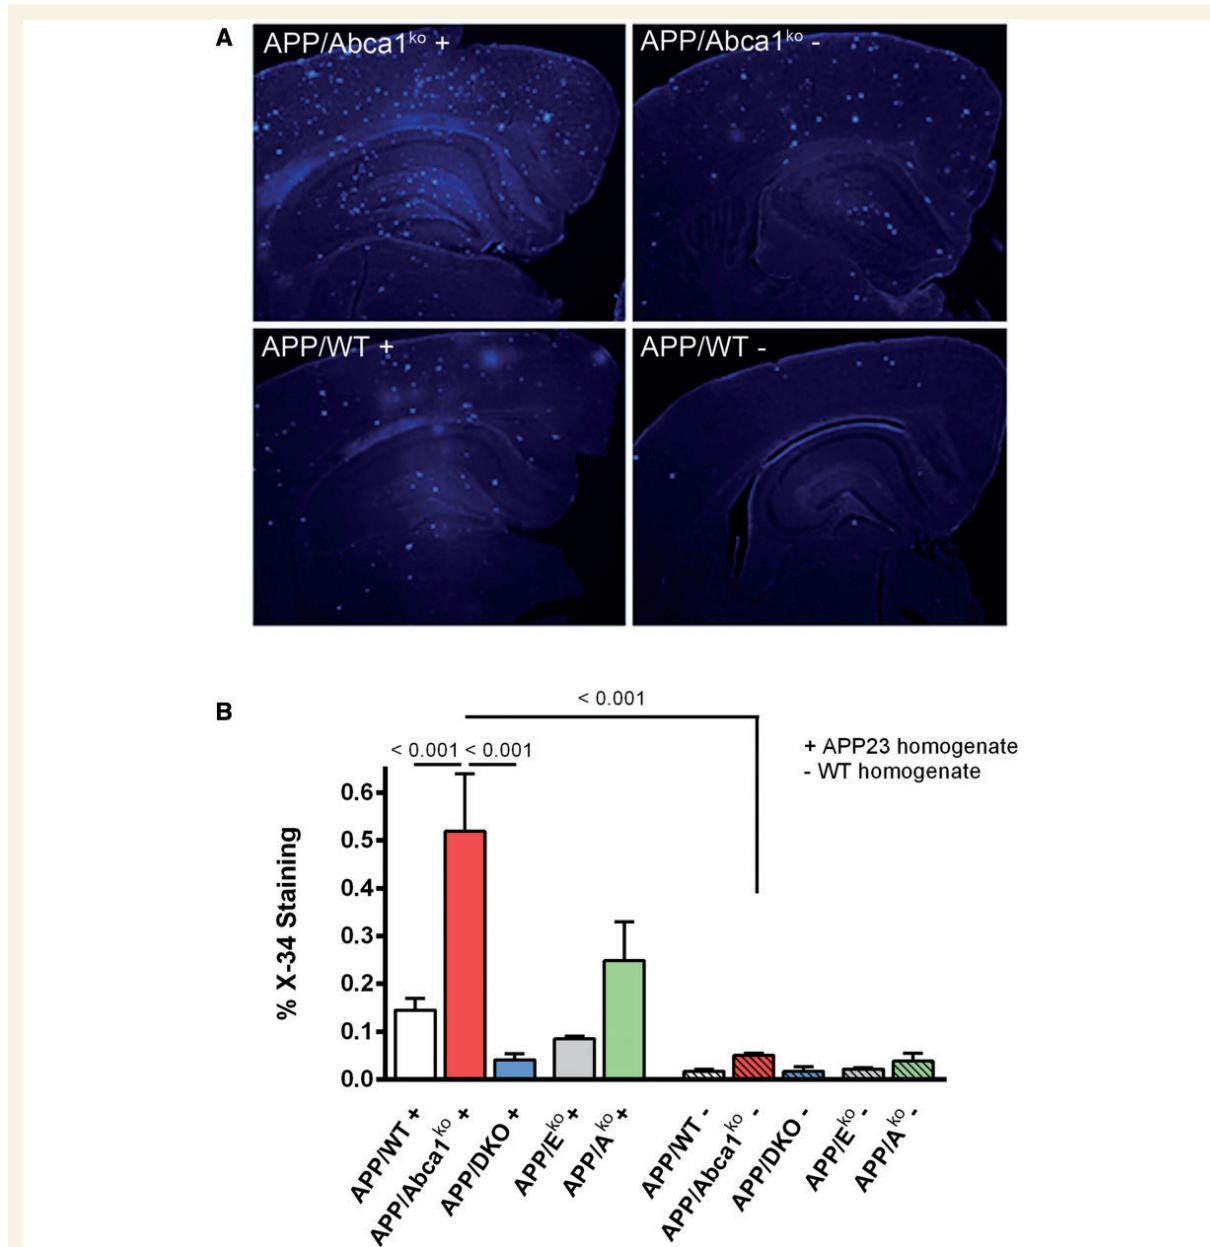 A
APP/Abca1ᵏᵒ +
APP/Abca1ᵏᵒ -
APP/WT +
APP/WT -
B
< 0.001
< 0.001
< 0.001
+ APP23 homogenate
- WT homogenate
% X-34 Staining
0.6
0.5
0.4
0.3
0.2
0.1
0.0
APP/WT +
APP/Abca1ᵏᵒ +
APP/DKO +
APP/Eᵏᵒ +
APP/Aᵏᵒ +
APP/WT -
APP/Abca1ᵏᵒ -
APP/DKO -
APP/Eᵏᵒ -
APP/Aᵏᵒ -